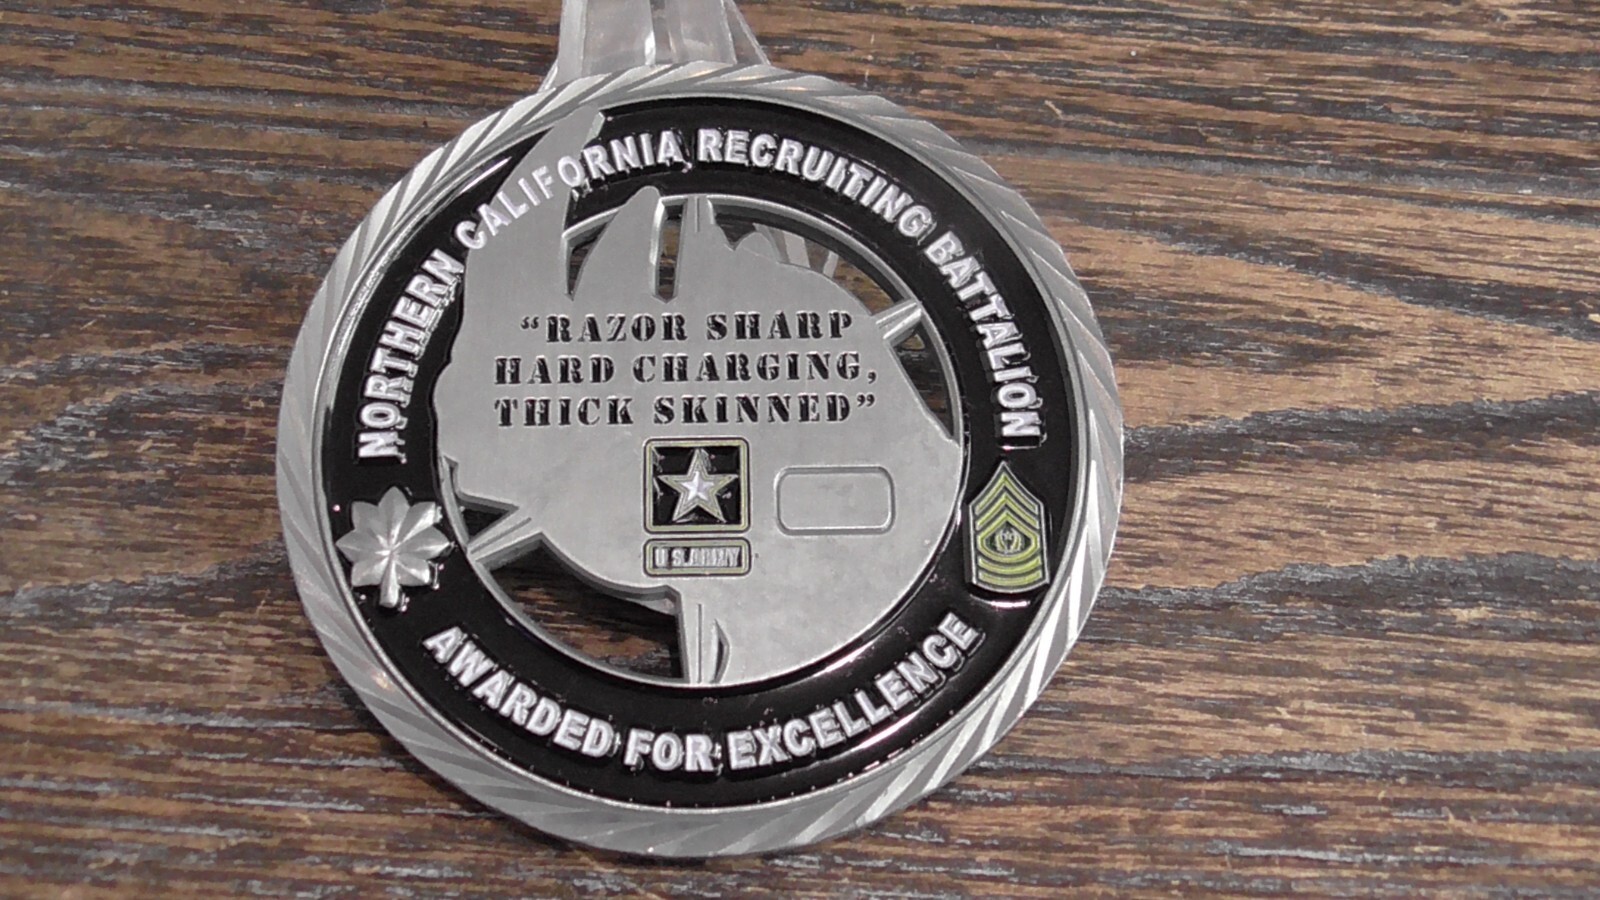 NORTHERN CALIFORNIA RECRUITING BATTALION
“RAZOR SHARP
HARD CHARGING,
THICK SKINNED”
U.S.ARMY
AWARDED FOR EXCELLENCE